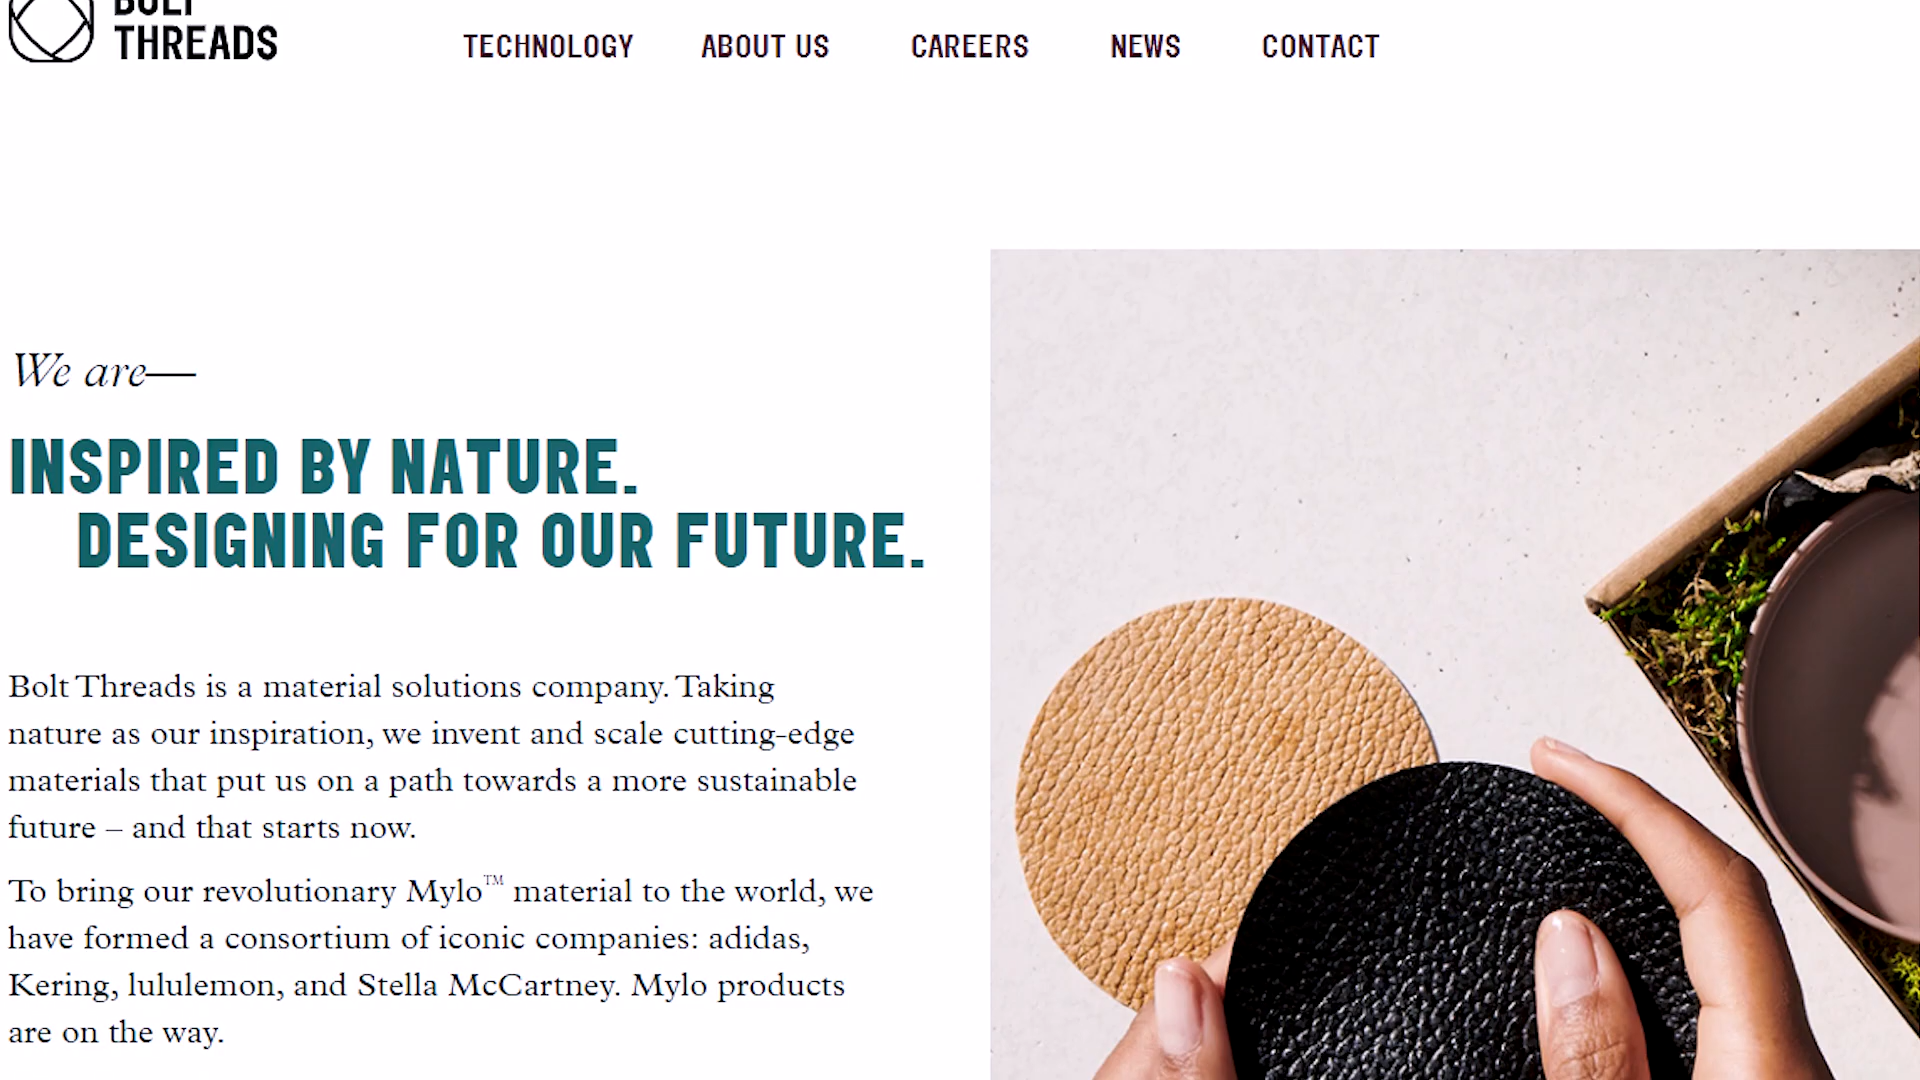 BOLT
THREADS
TECHNOLOGY ABOUT US CAREERS NEWS CONTACT
We are—
INSPIRED BY NATURE.
DESIGNING FOR OUR FUTURE.
Bolt Threads is a material solutions company. Taking
nature as our inspiration, we invent and scale cutting-edge
materials that put us on a path towards a more sustainable
future – and that starts now.
To bring our revolutionary Mylo™ material to the world, we
have formed a consortium of iconic companies: adidas,
Kering, lululemon, and Stella McCartney. Mylo products
are on the way.